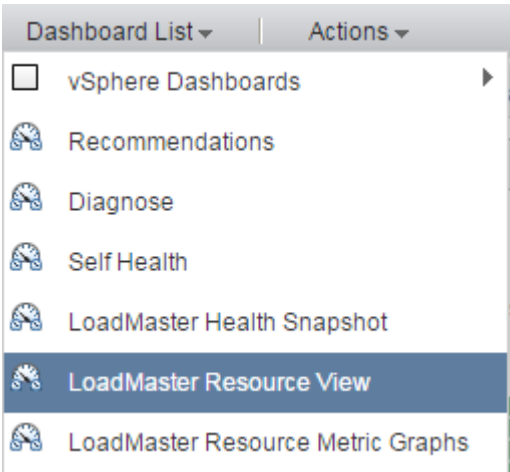 Dashboard List Actions
vSphere Dashboards
Recommendations
Diagnose
Self Health
LoadMaster Health Snapshot
LoadMaster Resource View
LoadMaster Resource Metric Graphs